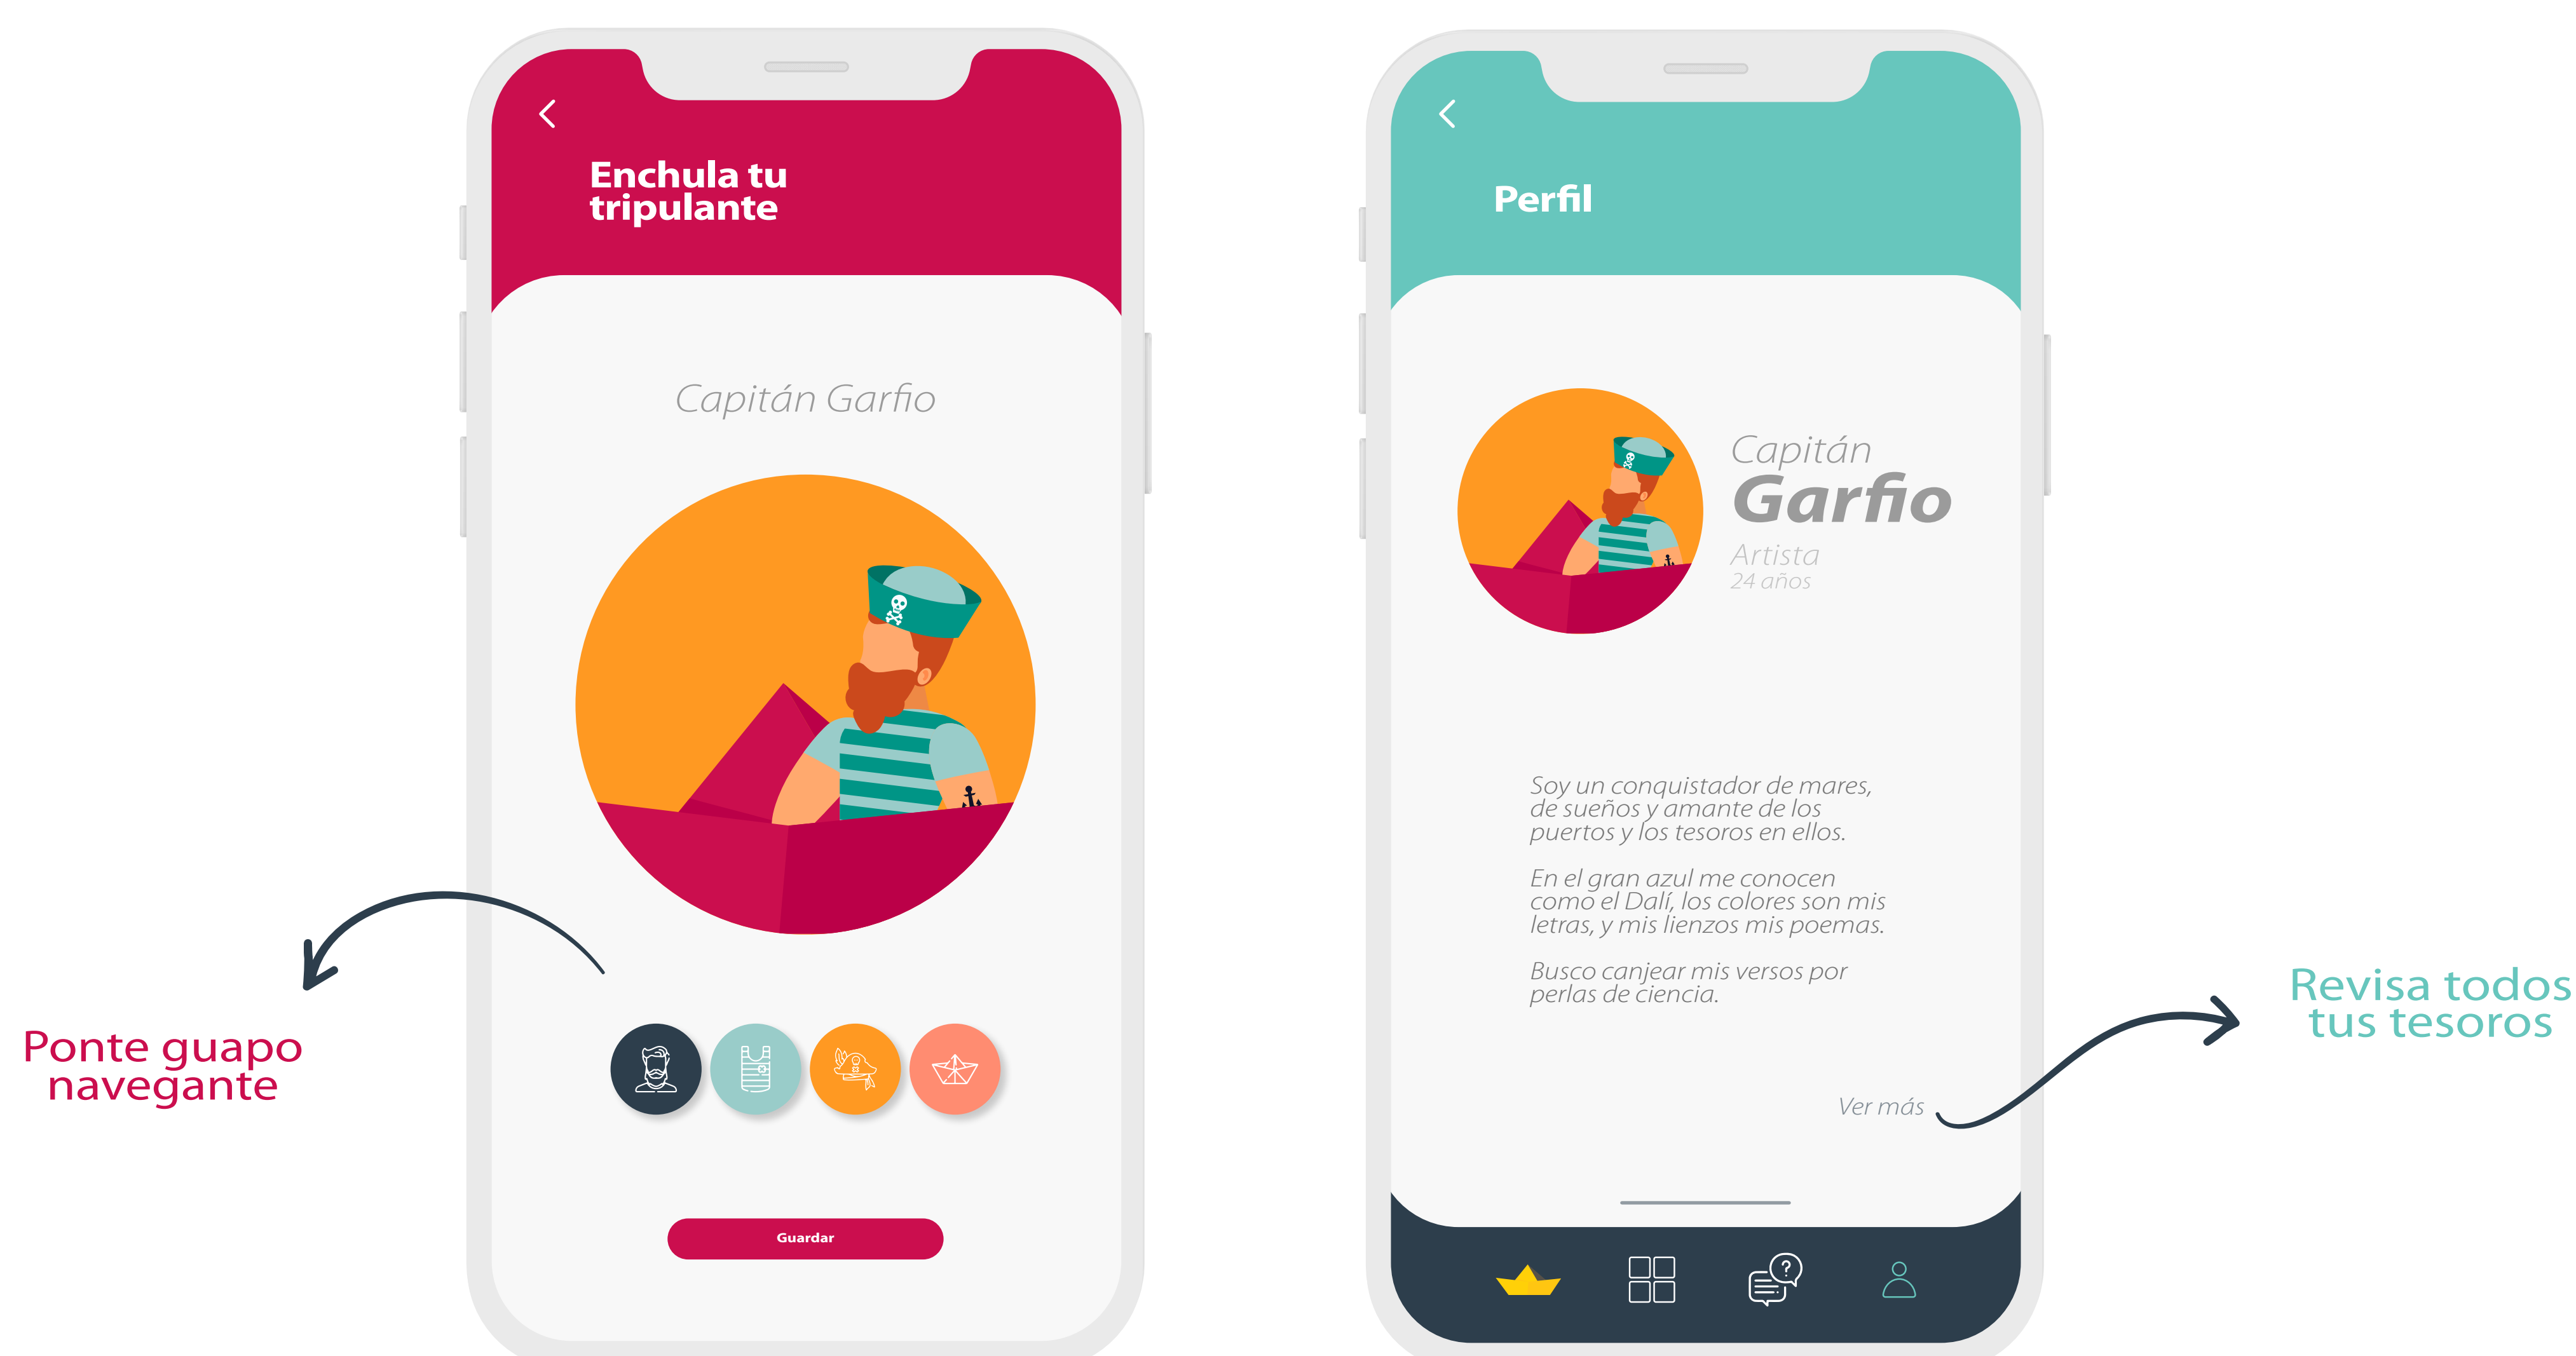 Enchula tu
tripulante
Capitán Garfio
Ponte guapo
navegante
Guardar
Perfil
Capitán
Garfio
Artista
24 años
Soy un conquistador de mares,
de sueños y amante de los
puertos y los tesoros en ellos.
En el gran azul me conocen
como el Dalí, los colores son mis
letras, y mis lienzos mis poemas.
Busco canjear mis versos por
perlas de ciencia.
Ver más
?
Revisa todos
tus tesoros